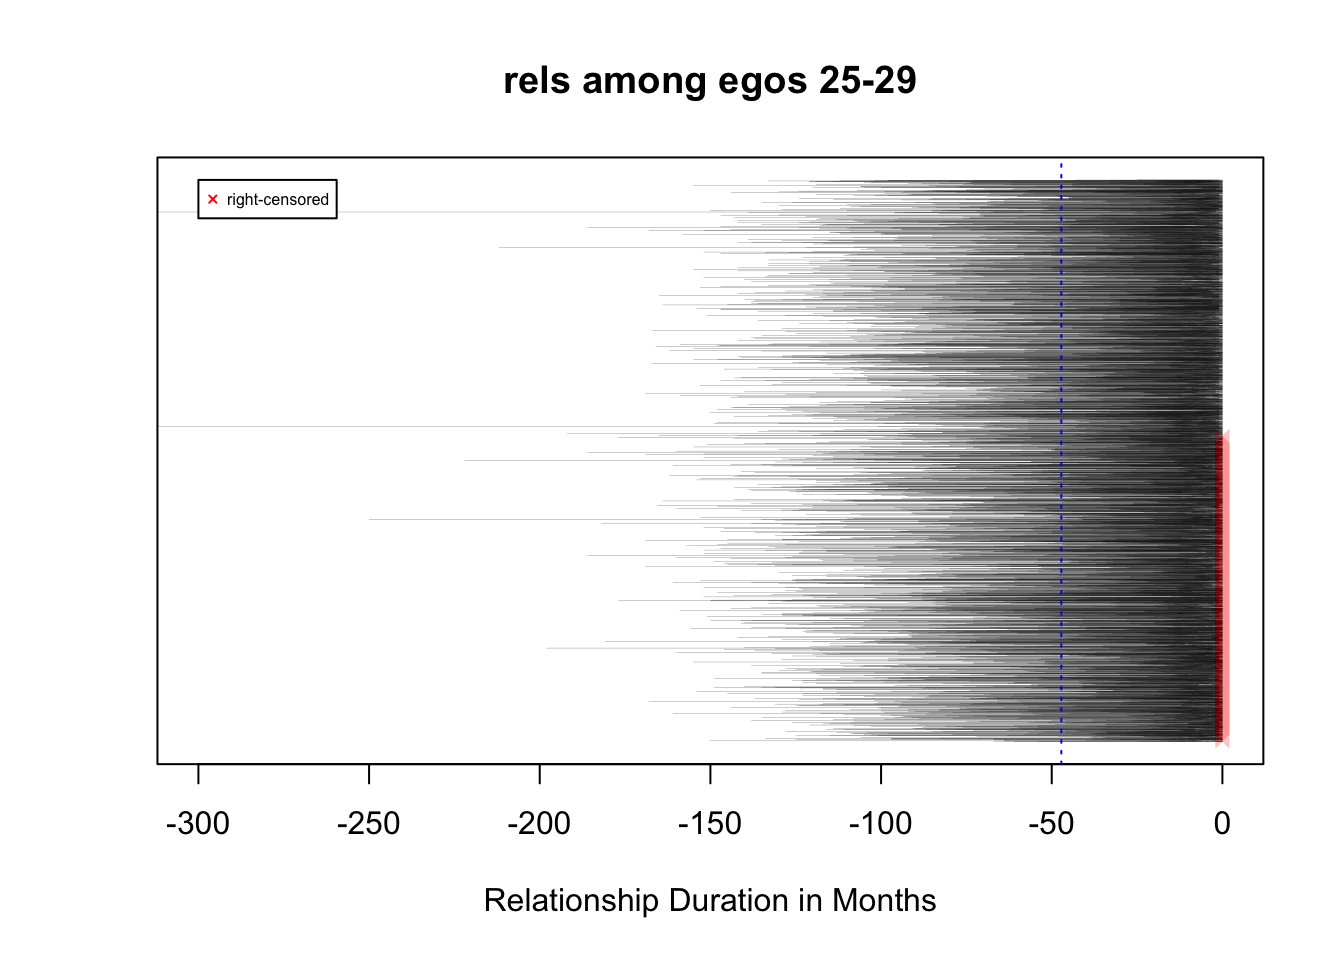 rels among egos 25-29
right-censored
-300 -250 -200 -150 -100 -50 0
Relationship Duration in Months